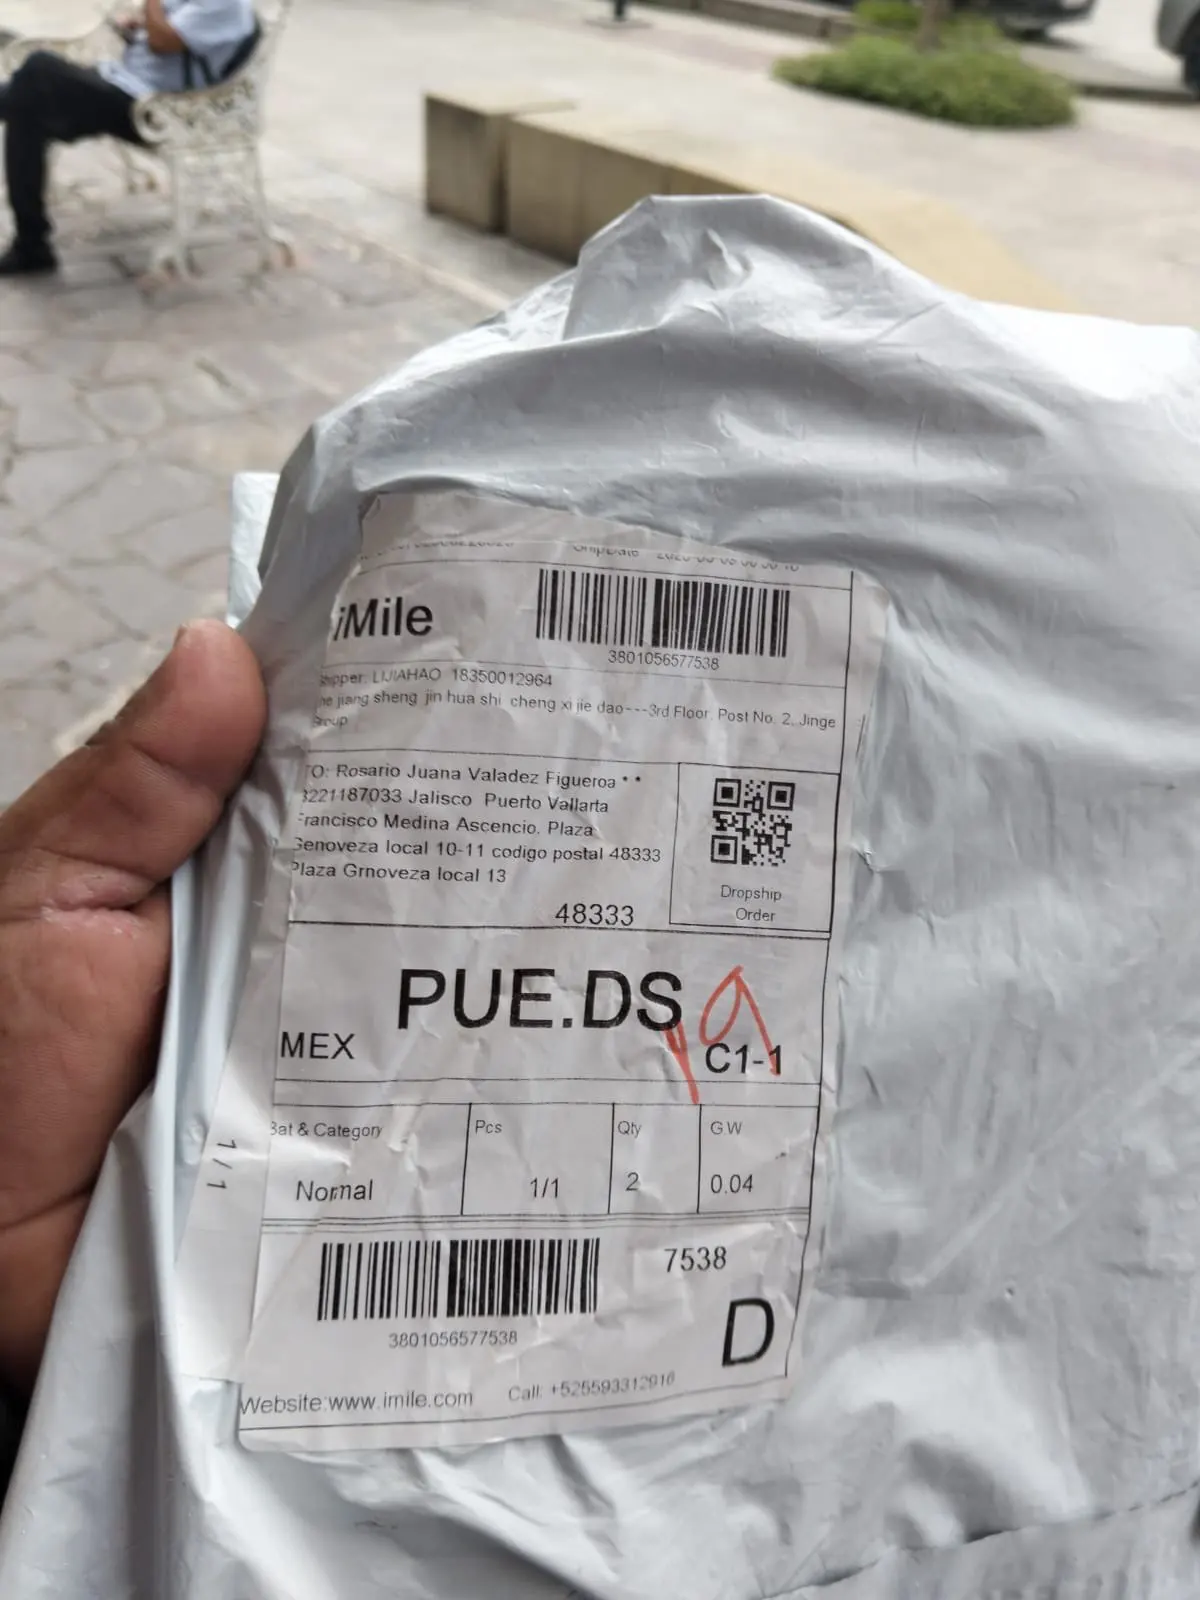 iMile
3801056577538
LIJIAHAO 18350012964
jiang sheng jin hua shi cheng xi jie dao---3rd Floor, Post No. 2, Jinge
Group
TO: Rosario Juana Valadez Figueroa * *
3221187033 Jalisco Puerto Vallarta
Francisco Medina Ascencio. Plaza
Genoveza local 10-11 codigo postal 48333
Plaza Grnoveza local 13
48333
Dropship
Order
PUE.DS
MEX
C1-1
Bat & Category
Pcs
Qty
G.W
Normal
1/1
2
0.04
1/1
7538
3801056577538
D
Website:www.imile.com Call: +525593312916